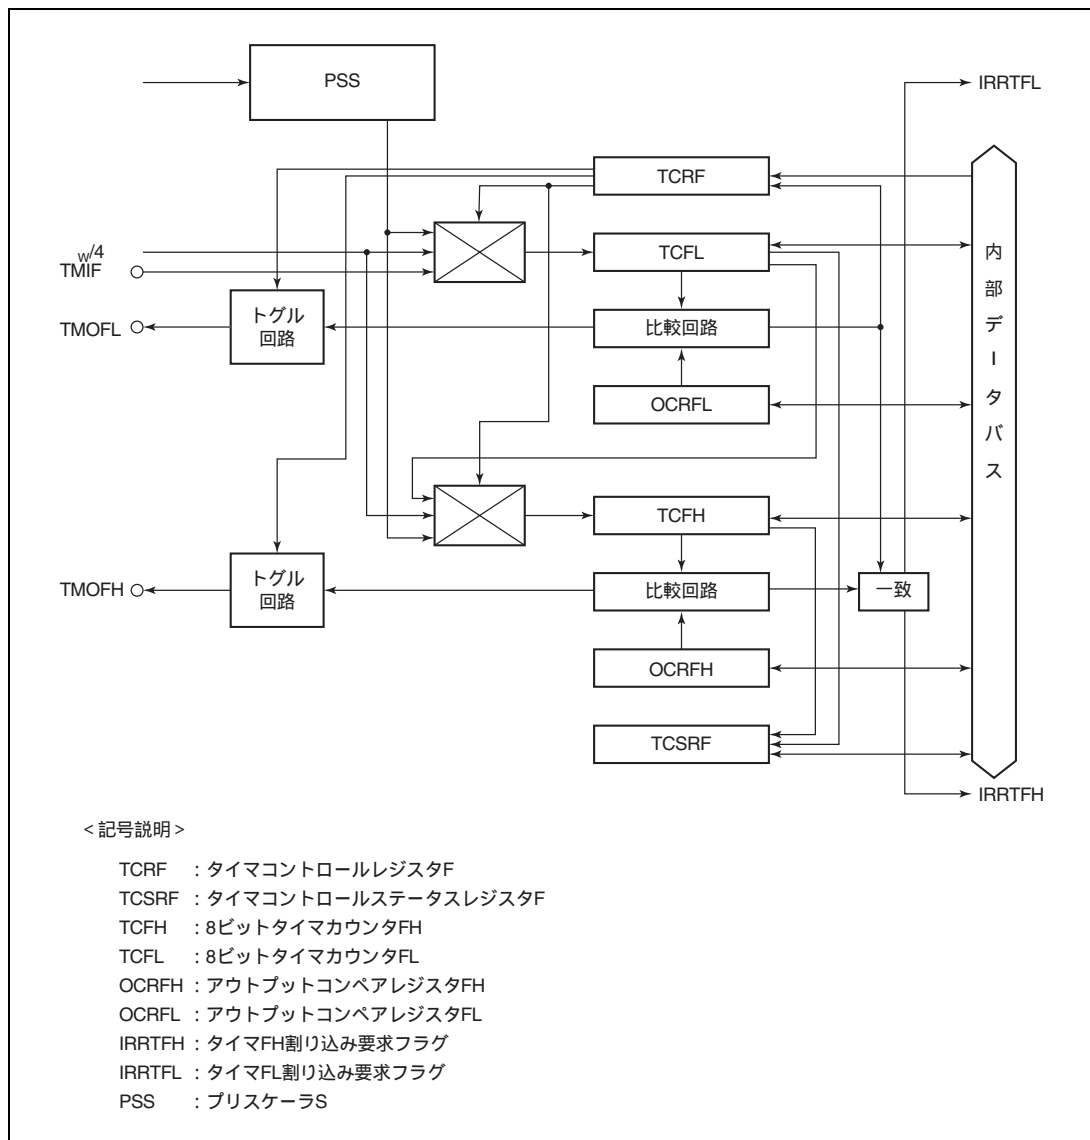 PSS
IRRTFL
TCRF
w/4
TMIF
TCFL
内部データバス
トグル
回路
TMOFL
比較回路
OCRFL
TCFH
トグル
回路
TMOFH
比較回路
一致
OCRFH
TCSRF
IRRTFH
<記号説明>
TCRF :タイマコントロールレジスタF
TCSRF :タイマコントロールステータスレジスタF
TCFH :8ビットタイマカウンタFH
TCFL :8ビットタイマカウンタFL
OCRFH :アウトプットコンペアレジスタFH
OCRFL :アウトプットコンペアレジスタFL
IRRTFH :タイマFH割り込み要求フラグ
IRRTFL :タイマFL割り込み要求フラグ
PSS :プリスケーラS